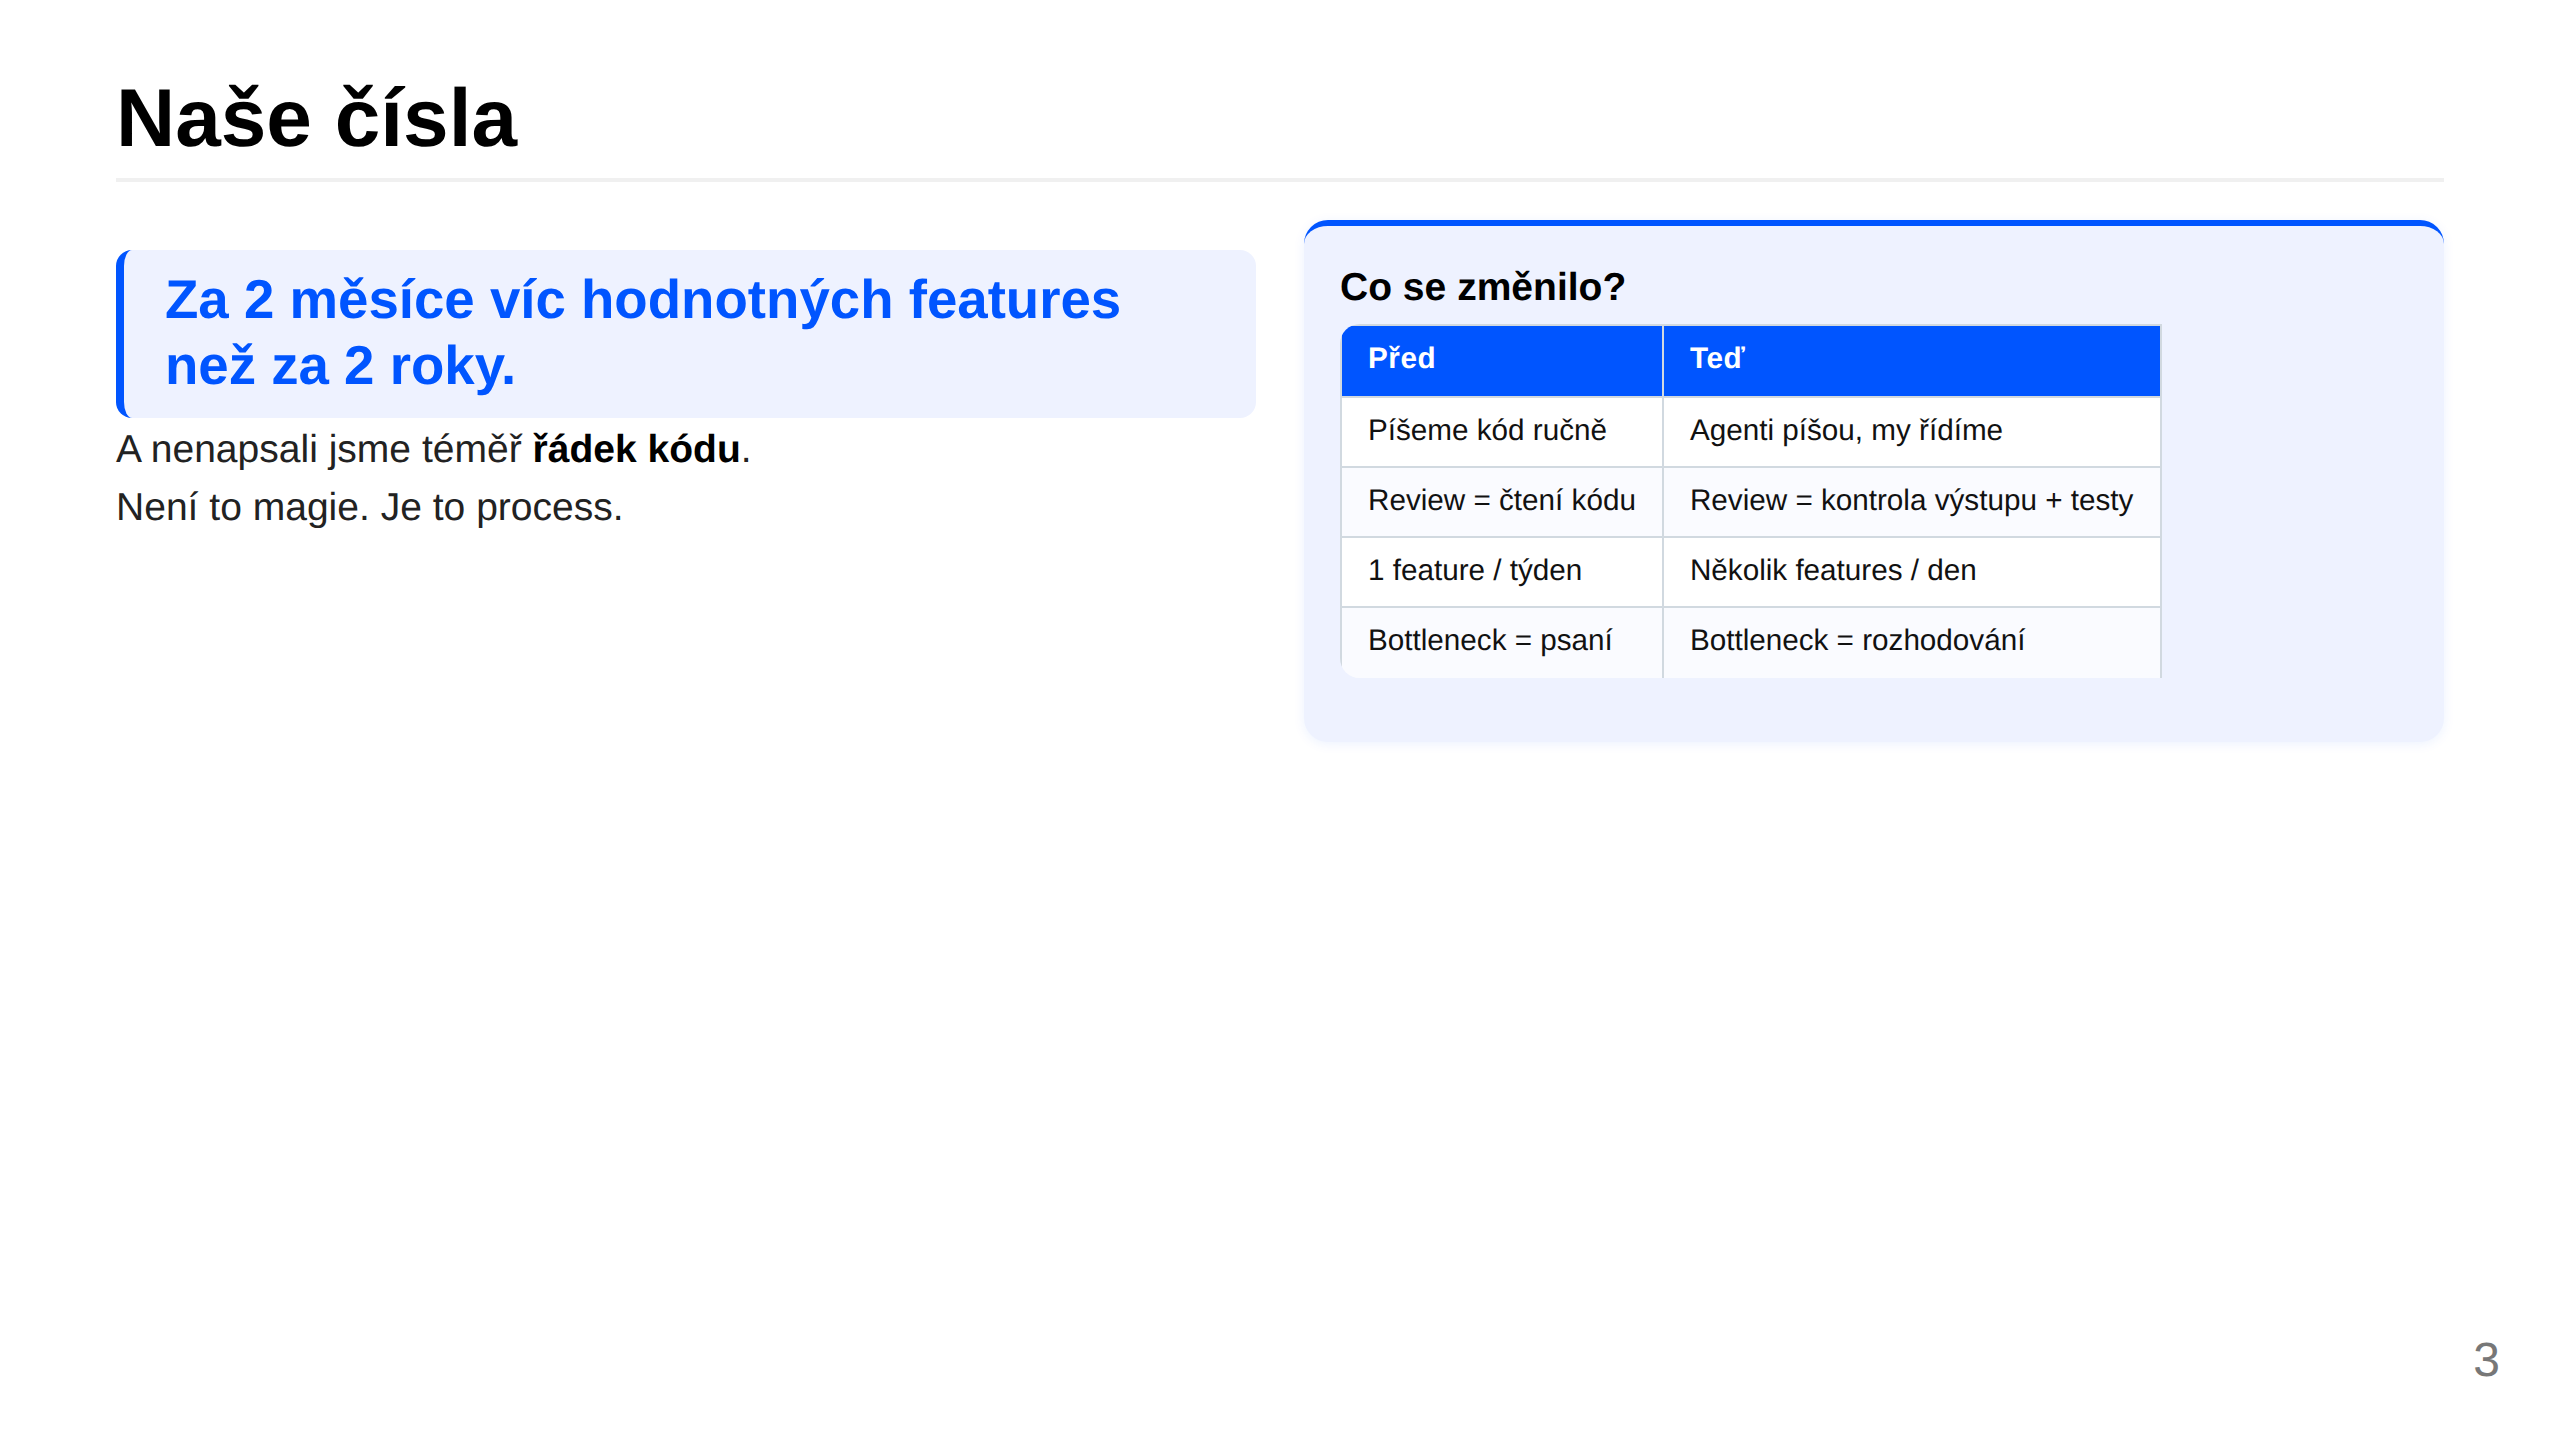 Naše čísla
Za 2 měsíce víc hodnotných features
než za 2 roky.
A nenapsali jsme téměř řádek kódu.
Není to magie. Je to process.
Co se změnilo?
Před Teď
Píšeme kód ručně Agenti píšou, my řídíme
Review = čtení kódu Review = kontrola výstupu + testy
1 feature / týden Několik features / den
Bottleneck = psaní Bottleneck = rozhodování
3